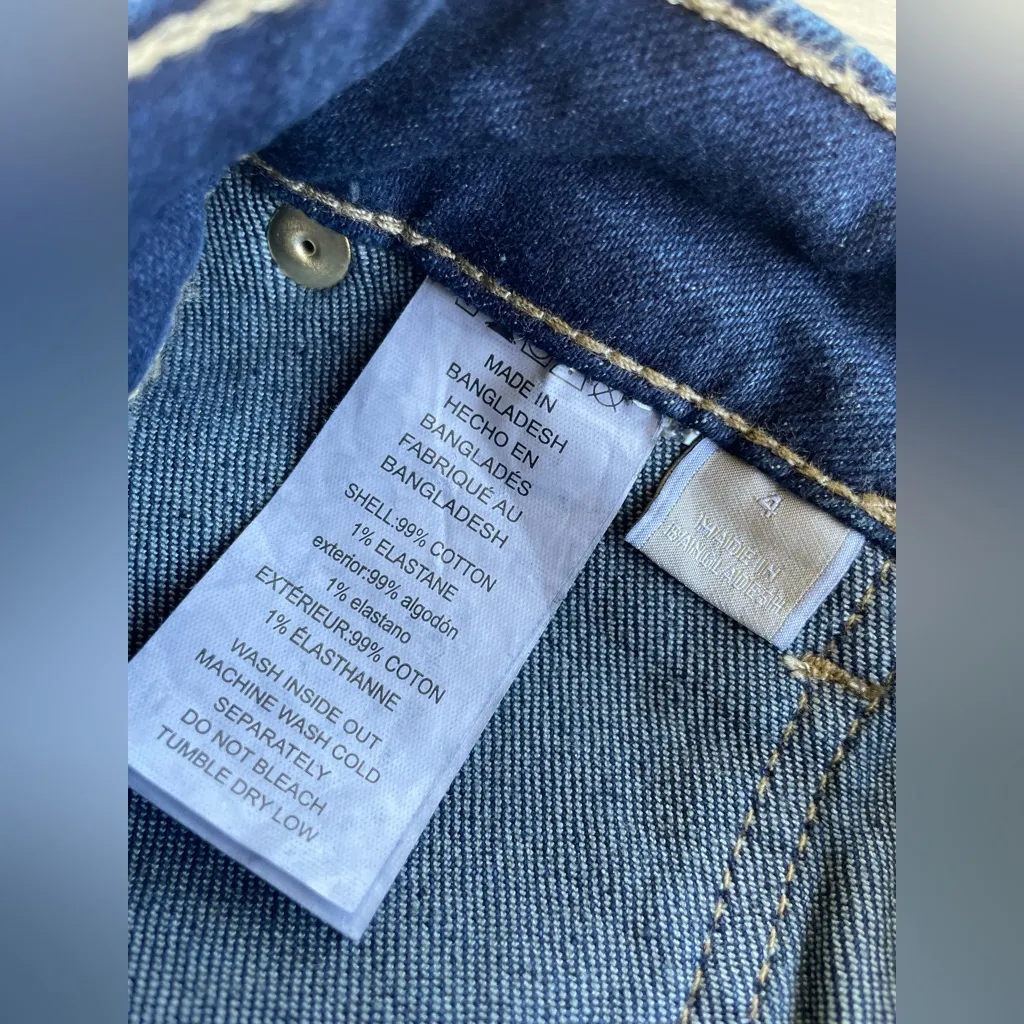 MADE IN
BANGLADESH
HECHO EN
BANGLADÉS
FABRIQUÉ AU
BANGLADESH
SHELL:99% COTTON
1% ELASTANE
exterior:99% algodón
1% elastano
EXTÉRIEUR:99% COTON
1% ÉLASTHANNE
WASH INSIDE OUT
MACHINE WASH COLD
SEPARATELY
DO NOT BLEACH
TUMBLE DRY LOW
4
MADE IN
BANGLADESH